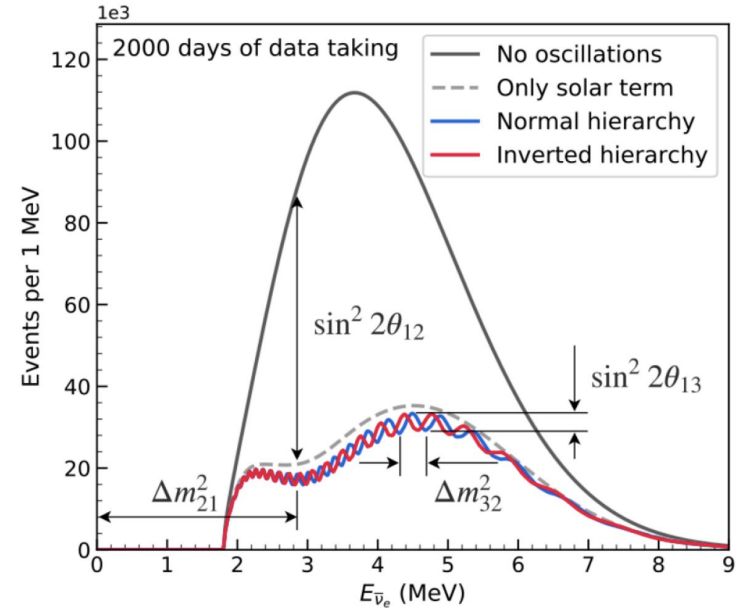 1e3
2000 days of data taking
No oscillations
Only solar term
Normal hierarchy
Inverted hierarchy
Events per 1 MeV
120
100
80
60
40
20
0
sin² 2θ₁₂
sin² 2θ₁₃
Δm²₂₁
Δm²₃₂
0 1 2 3 4 5 6 7 8 9
E_ν̅ₑ (MeV)